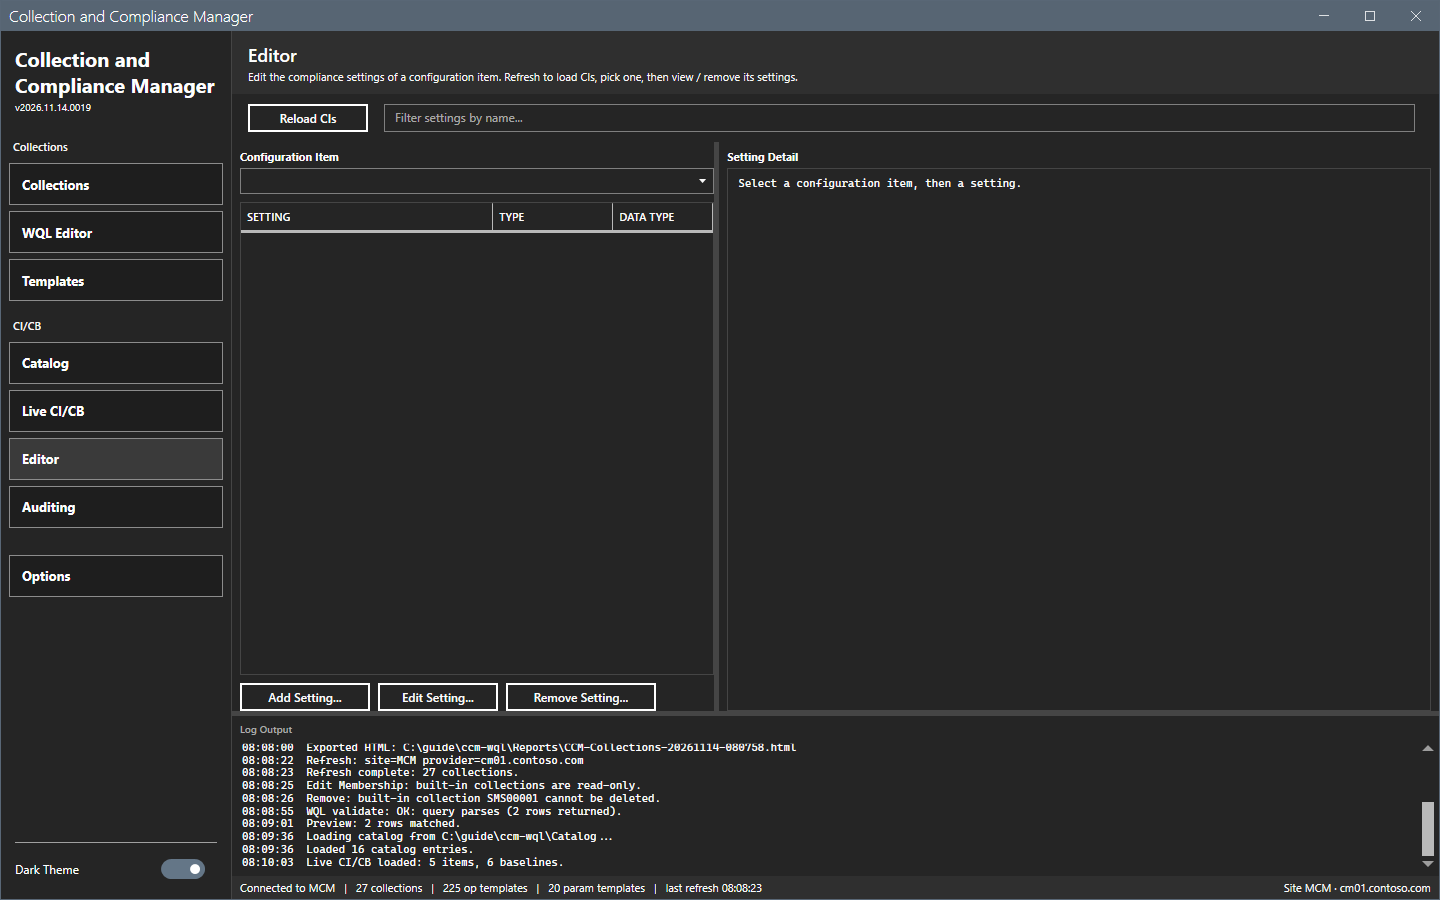 Collection and Compliance Manager
Collection and
Compliance Manager
v2026.11.14.0019
Collections
Collections
WQL Editor
Templates
CI/CB
Catalog
Live CI/CB
Editor
Auditing
Options
Dark Theme
Editor
Edit the compliance settings of a configuration item. Refresh to load CIs, pick one, then view / remove its settings.
Reload CIs
Filter settings by name...
Configuration Item
SETTING TYPE DATA TYPE
Add Setting... Edit Setting... Remove Setting...
Setting Detail
Select a configuration item, then a setting.
Log Output
08:08:00 Exported HTML: C:\guide\ccm-wql\Reports\CCM-Collections-20261114-080758.html
08:08:22 Refresh: site=MCM provider=cm01.contoso.com
08:08:23 Refresh complete: 27 collections.
08:08:25 Edit Membership: built-in collections are read-only.
08:08:26 Remove: built-in collection SMS00001 cannot be deleted.
08:08:55 WQL validate: OK: query parses (2 rows returned).
08:09:01 Preview: 2 rows matched.
08:09:36 Loading catalog from C:\guide\ccm-wql\Catalog...
08:09:36 Loaded 16 catalog entries.
08:10:03 Live CI/CB loaded: 5 items, 6 baselines.
Connected to MCM | 27 collections | 225 op templates | 20 param templates | last refresh 08:08:23
Site MCM · cm01.contoso.com